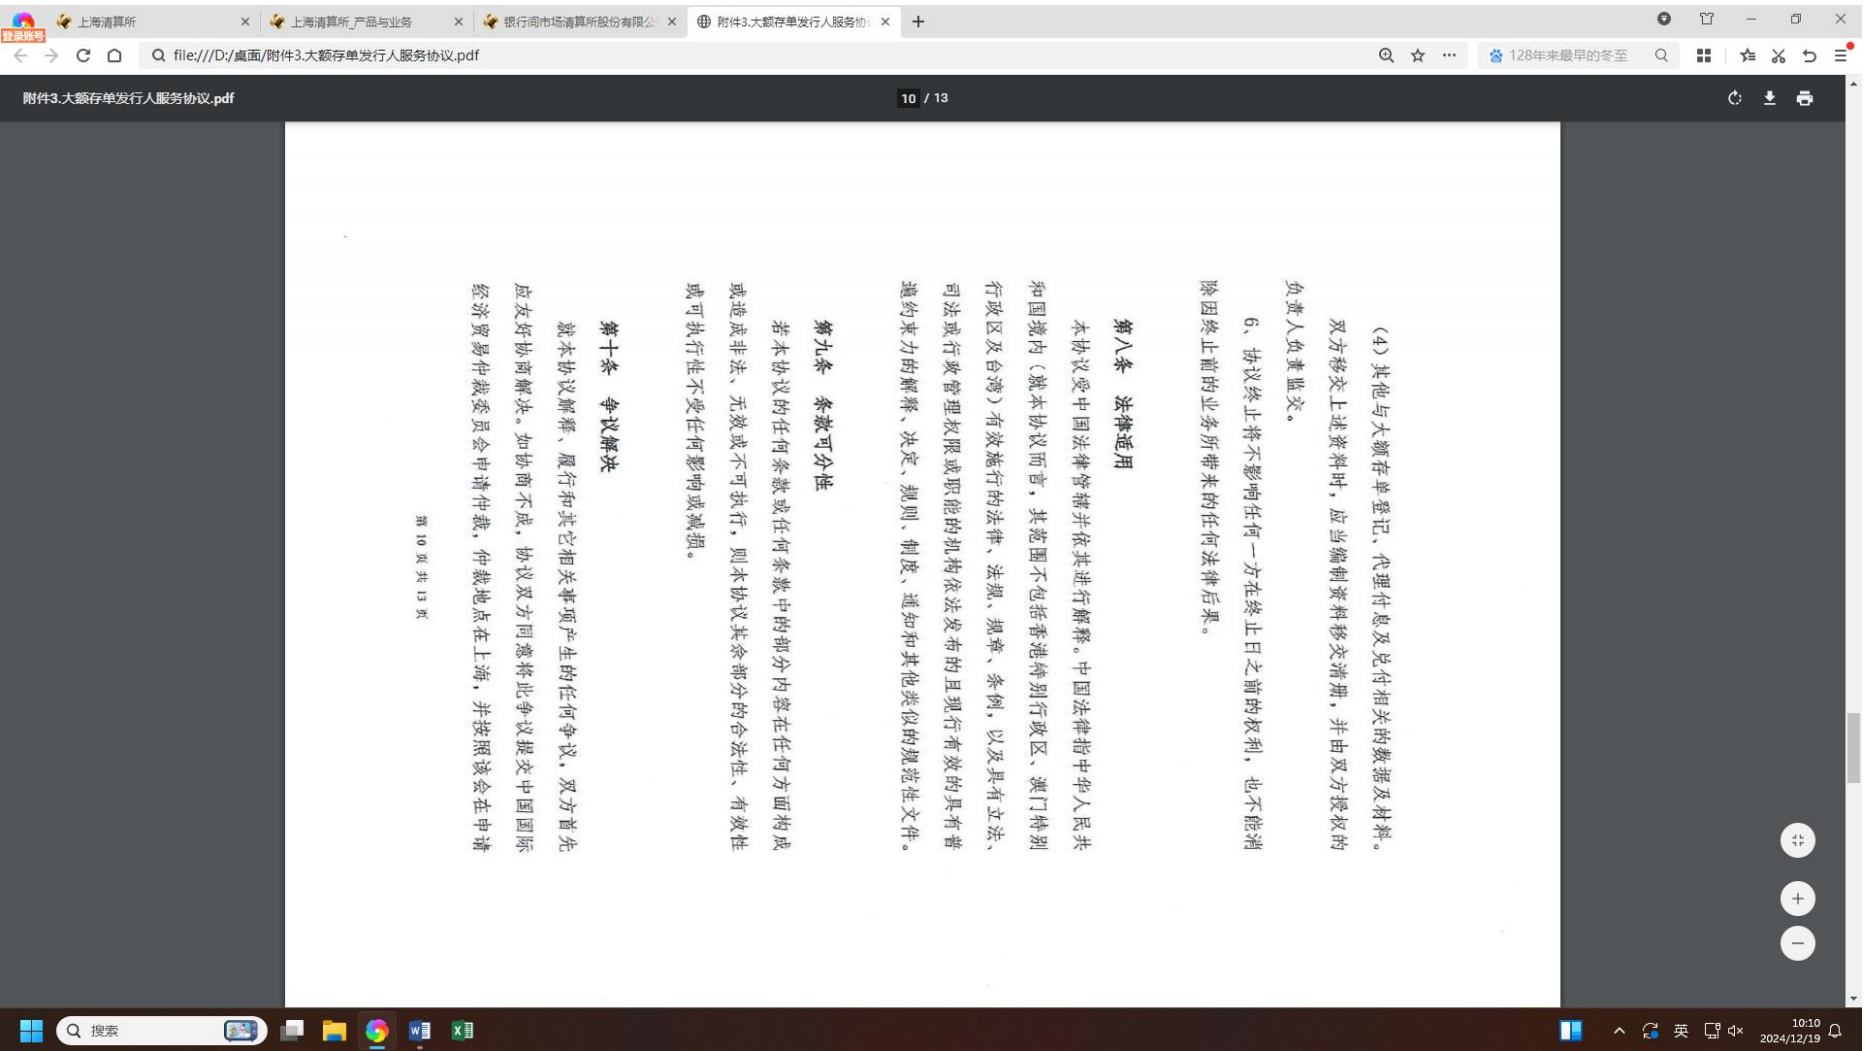 上海清算所
上海清算所_产品与业务
银行间市场清算所股份有限公
附件3.大额存单发行人服务协
登录账号
file:///D:/桌面/附件3.大额存单发行人服务协议.pdf
128年来最早的冬至
附件3.大额存单发行人服务协议.pdf
10 / 13
（4）其他与大额存单登记、代理付息及兑付相关的数据及材料。
双方移交上述资料时，应当编制资料移交清册，并由双方授权的
负责人负责监交。
6、协议终止将不影响任何一方在终止日之前的权利，也不能消
除因终止前的业务所带来的任何法律后果。
第八条 法律适用
本协议受中国法律管辖并依其进行解释。中国法律指中华人民共
和国境内（就本协议而言，其范围不包括香港特别行政区、澳门特别
行政区及台湾）有效施行的法律、法规、规章、条例，以及具有立法、
司法或行政管理权限或职能的机构依法发布的且现行有效的具有普
遍约束力的解释、决定、规则、制度、通知和其他类似的规范性文件。
第九条 条款可分性
若本协议的任何条款或任何条款中的部分内容在任何方面构成
或造成非法、无效或不可执行，则本协议其余部分的合法性、有效性
或可执行性不受任何影响或减损。
第十条 争议解决
就本协议解释、履行和其它相关事项产生的任何争议，双方首先
应友好协商解决。如协商不成，协议双方同意将此争议提交中国国际
经济贸易仲裁委员会申请仲裁，仲裁地点在上海，并按照该会在申请
第 10 页 共 13 页
搜索
英
10:10
2024/12/19